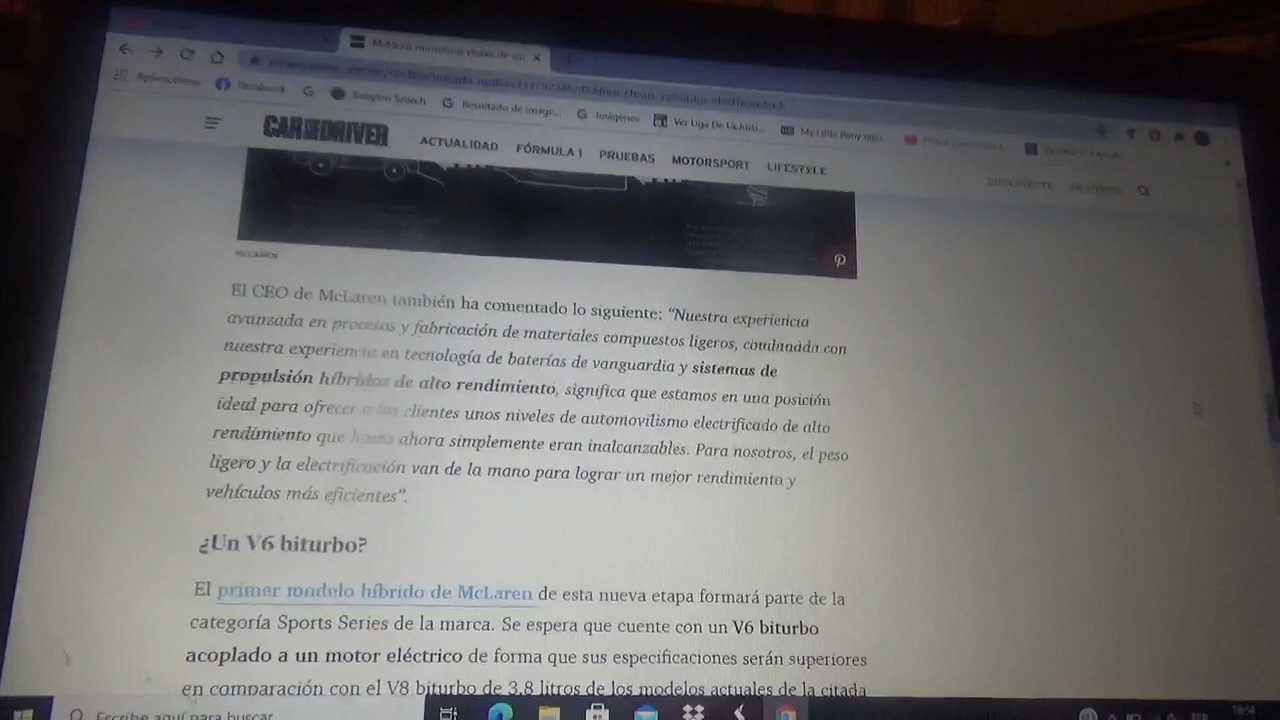 Aplicaciones Facebook Babylon Search Resultado de image... Imágenes Ver Liga De La Justi... My Little Pony
CAR AND DRIVER
ACTUALIDAD FÓRMULA 1 PRUEBAS MOTORSPORT LIFESTYLE
MCLAREN
El CEO de McLaren también ha comentado lo siguiente: “Nuestra experiencia
avanzada en procesos y fabricación de materiales compuestos ligeros, combinada con
nuestra experiencia en tecnología de baterías de vanguardia y sistemas de
propulsión híbridos de alto rendimiento, significa que estamos en una posición
ideal para ofrecer a los clientes unos niveles de automovilismo electrificado de alto
rendimiento que hasta ahora simplemente eran inalcanzables. Para nosotros, el peso
ligero y la electrificación van de la mano para lograr un mejor rendimiento y
vehículos más eficientes”.
¿Un V6 biturbo?
El primer modelo híbrido de McLaren de esta nueva etapa formará parte de la
categoría Sports Series de la marca. Se espera que cuente con un V6 biturbo
acoplado a un motor eléctrico de forma que sus especificaciones serán superiores
en comparación con el V8 biturbo de 3,8 litros de los modelos actuales de la citada
Escribe aquí para buscar
18:54